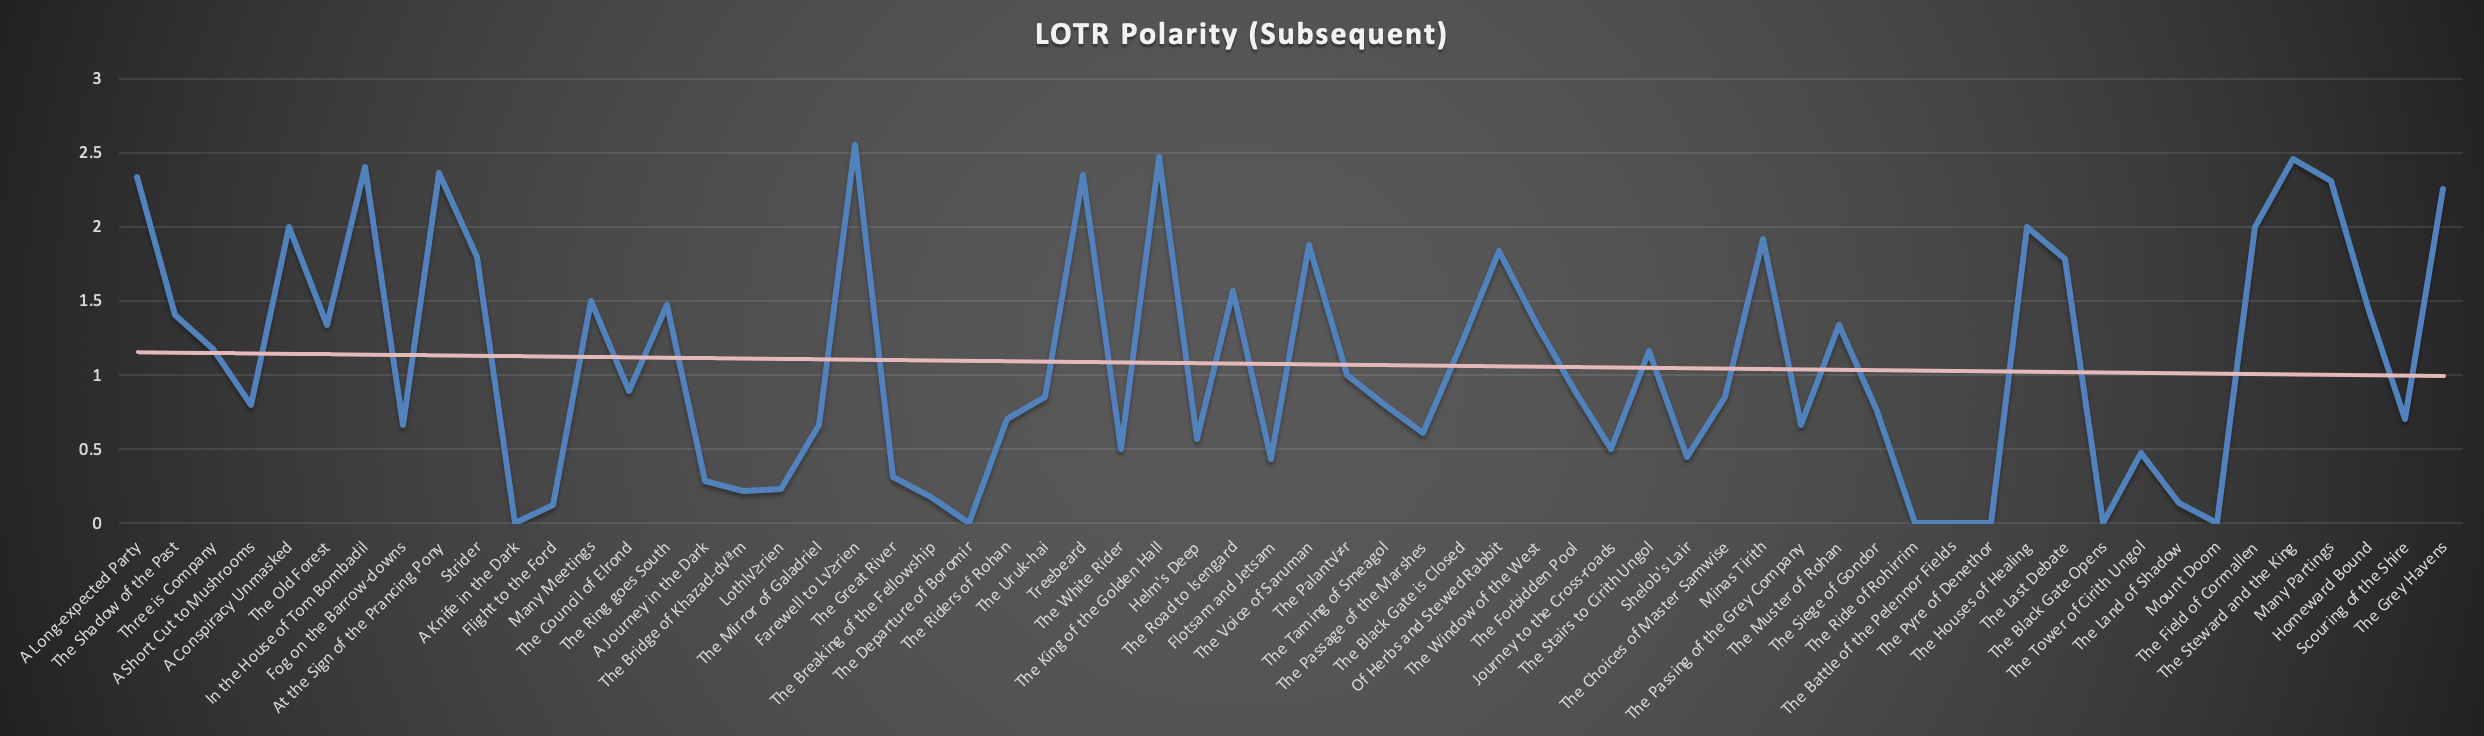 LOTR Polarity (Subsequent)
3
2.5
2
1.5
1
0.5
0
A Long-expected Party
The Shadow of the Past
Three is Company
A Short Cut to Mushrooms
A Conspiracy Unmasked
The Old Forest
In the House of Tom Bombadil
Fog on the Barrow-downs
At the Sign of the Prancing Pony
Strider
A Knife in the Dark
Flight to the Ford
Many Meetings
The Council of Elrond
The Ring goes South
A Journey in the Dark
The Bridge of Khazad-dv³m
Lothlv≥rien
The Mirror of Galadriel
Farewell to Lv≥rien
The Great River
The Breaking of the Fellowship
The Departure of Boromir
The Riders of Rohan
The Uruk-hai
Treebeard
The White Rider
The King of the Golden Hall
Helm's Deep
The Road to Isengard
Flotsam and Jetsam
The Voice of Saruman
The Palantv≠r
The Taming of Smeagol
The Passage of the Marshes
The Black Gate is Closed
Of Herbs and Stewed Rabbit
The Window of the West
The Forbidden Pool
Journey to the Cross-roads
The Stairs to Cirith Ungol
Shelob's Lair
The Choices of Master Samwise
Minas Tirith
The Passing of the Grey Company
The Muster of Rohan
The Siege of Gondor
The Ride of Rohirrim
The Battle of the Pelennor Fields
The Pyre of Denethor
The Houses of Healing
The Last Debate
The Black Gate Opens
The Tower of Cirith Ungol
The Land of Shadow
Mount Doom
The Field of Cormallen
The Steward and the King
Many Partings
Homeward Bound
Scouring of the Shire
The Grey Havens